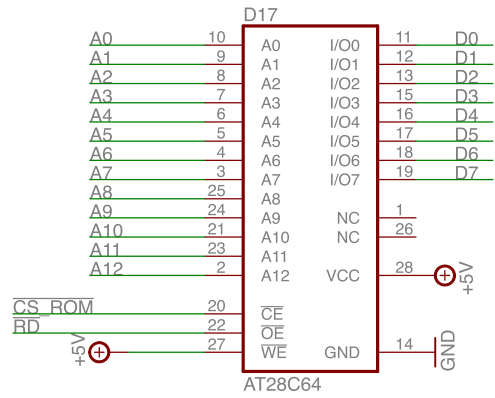 D17
A0 10 A0 I/O0 11 D0
A1 9 A1 I/O1 12 D1
A2 8 A2 I/O2 13 D2
A3 7 A3 I/O3 15 D3
A4 6 A4 I/O4 16 D4
A5 5 A5 I/O5 17 D5
A6 4 A6 I/O6 18 D6
A7 3 A7 I/O7 19 D7
A8 25 A8
A9 24 A9 NC 1
A10 21 A10 NC 26
A11 23 A11
A12 2 A12 VCC 28 +5V
CS_ROM 20 CE
RD 22 OE
+5V 27 WE GND 14 GND
AT28C64